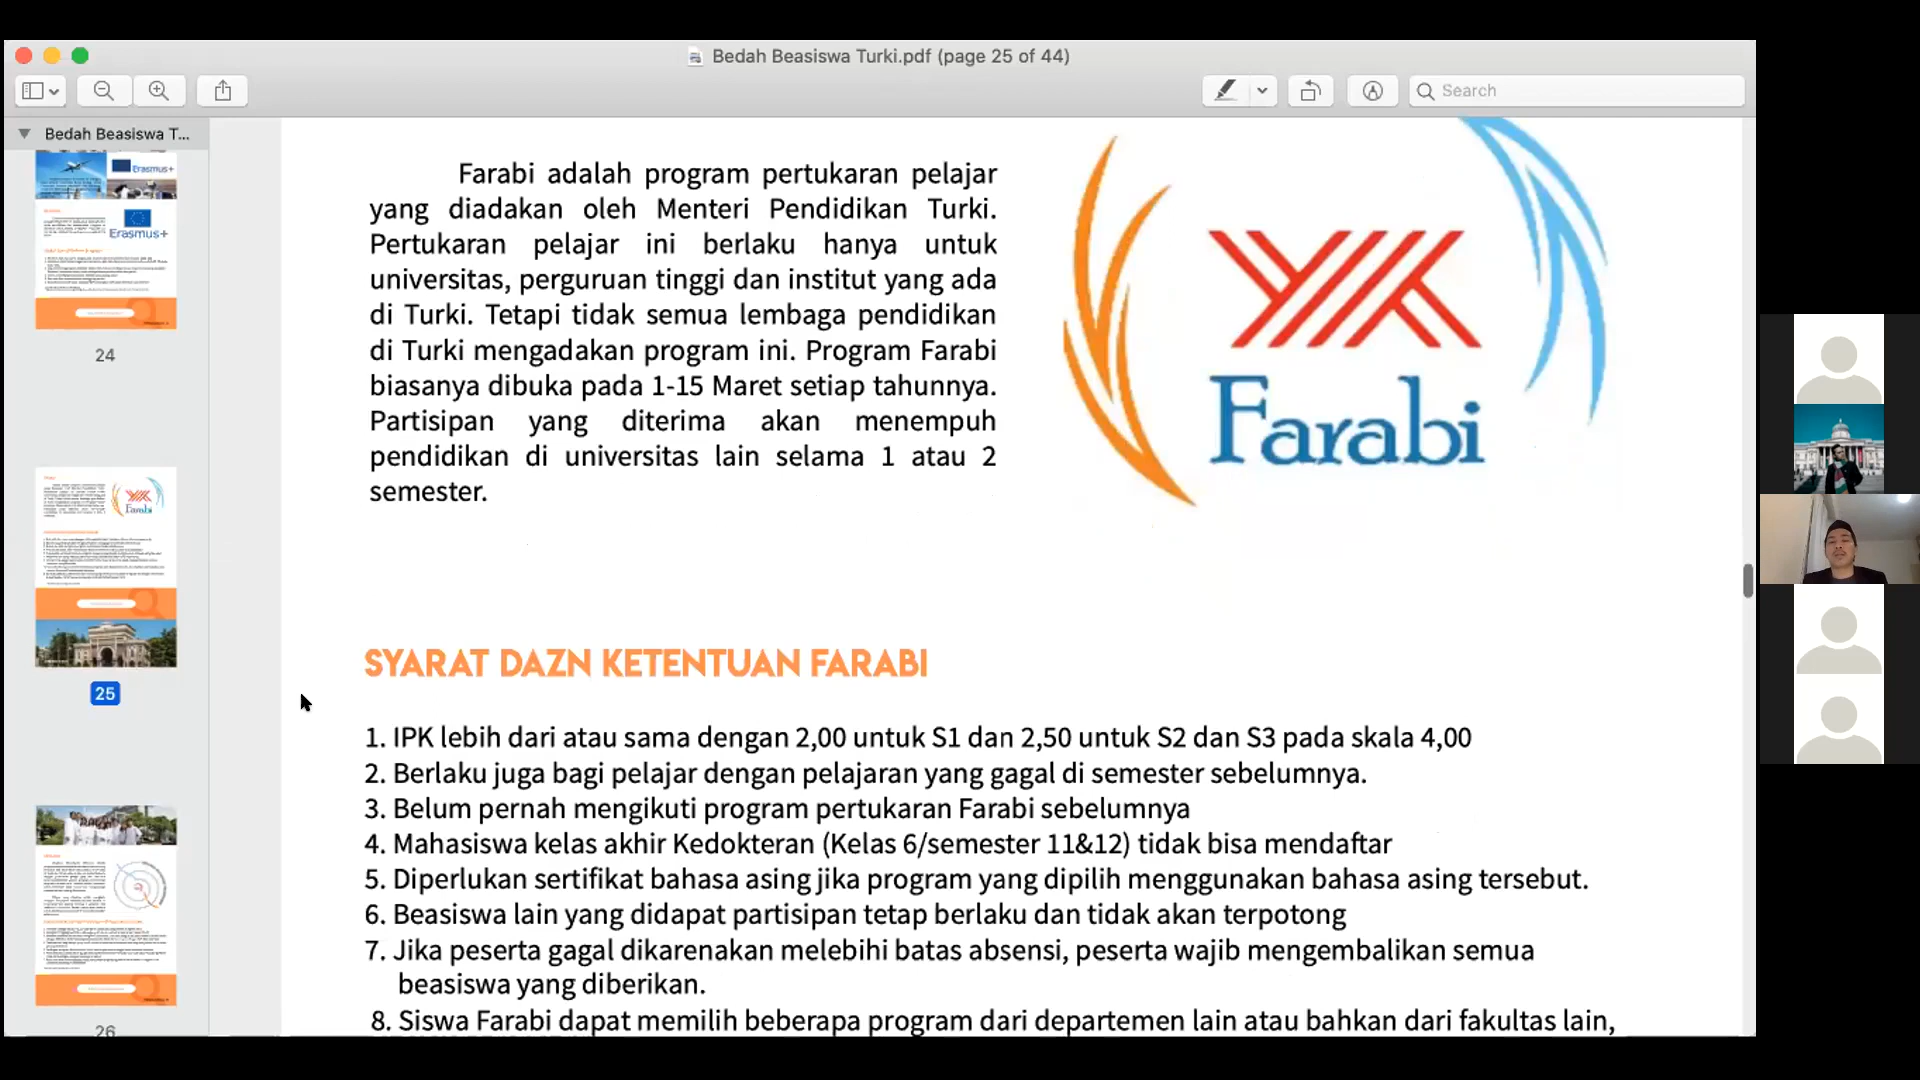 Bedah Beasiswa Turki.pdf (page 25 of 44)
Search
Bedah Beasiswa T...
Erasmus+
Erasmus+
24
Farabi
25
26
Farabi adalah program pertukaran pelajar
yang diadakan oleh Menteri Pendidikan Turki.
Pertukaran pelajar ini berlaku hanya untuk
universitas, perguruan tinggi dan institut yang ada
di Turki. Tetapi tidak semua lembaga pendidikan
di Turki mengadakan program ini. Program Farabi
biasanya dibuka pada 1-15 Maret setiap tahunnya.
Partisipan yang diterima akan menempuh
pendidikan di universitas lain selama 1 atau 2
semester.
Farabi
SYARAT DAZN KETENTUAN FARABI
1. IPK lebih dari atau sama dengan 2,00 untuk S1 dan 2,50 untuk S2 dan S3 pada skala 4,00
2. Berlaku juga bagi pelajar dengan pelajaran yang gagal di semester sebelumnya.
3. Belum pernah mengikuti program pertukaran Farabi sebelumnya
4. Mahasiswa kelas akhir Kedokteran (Kelas 6/semester 11&12) tidak bisa mendaftar
5. Diperlukan sertifikat bahasa asing jika program yang dipilih menggunakan bahasa asing tersebut.
6. Beasiswa lain yang didapat partisipan tetap berlaku dan tidak akan terpotong
7. Jika peserta gagal dikarenakan melebihi batas absensi, peserta wajib mengembalikan semua
beasiswa yang diberikan.
8. Siswa Farabi dapat memilih beberapa program dari departemen lain atau bahkan dari fakultas lain,